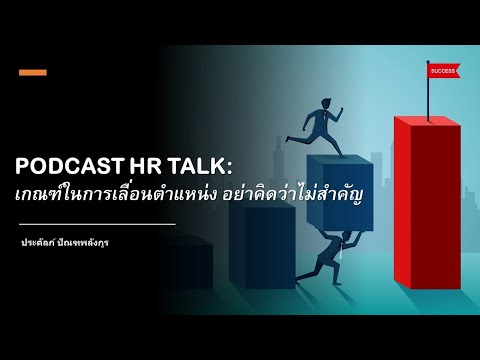 SUCCESS
PODCAST HR TALK:
เกณฑ์ในการเลื่อนตำแหน่ง อย่าคิดว่าไม่สำคัญ
ประคัลภ์ ปัณฑพลังกูร